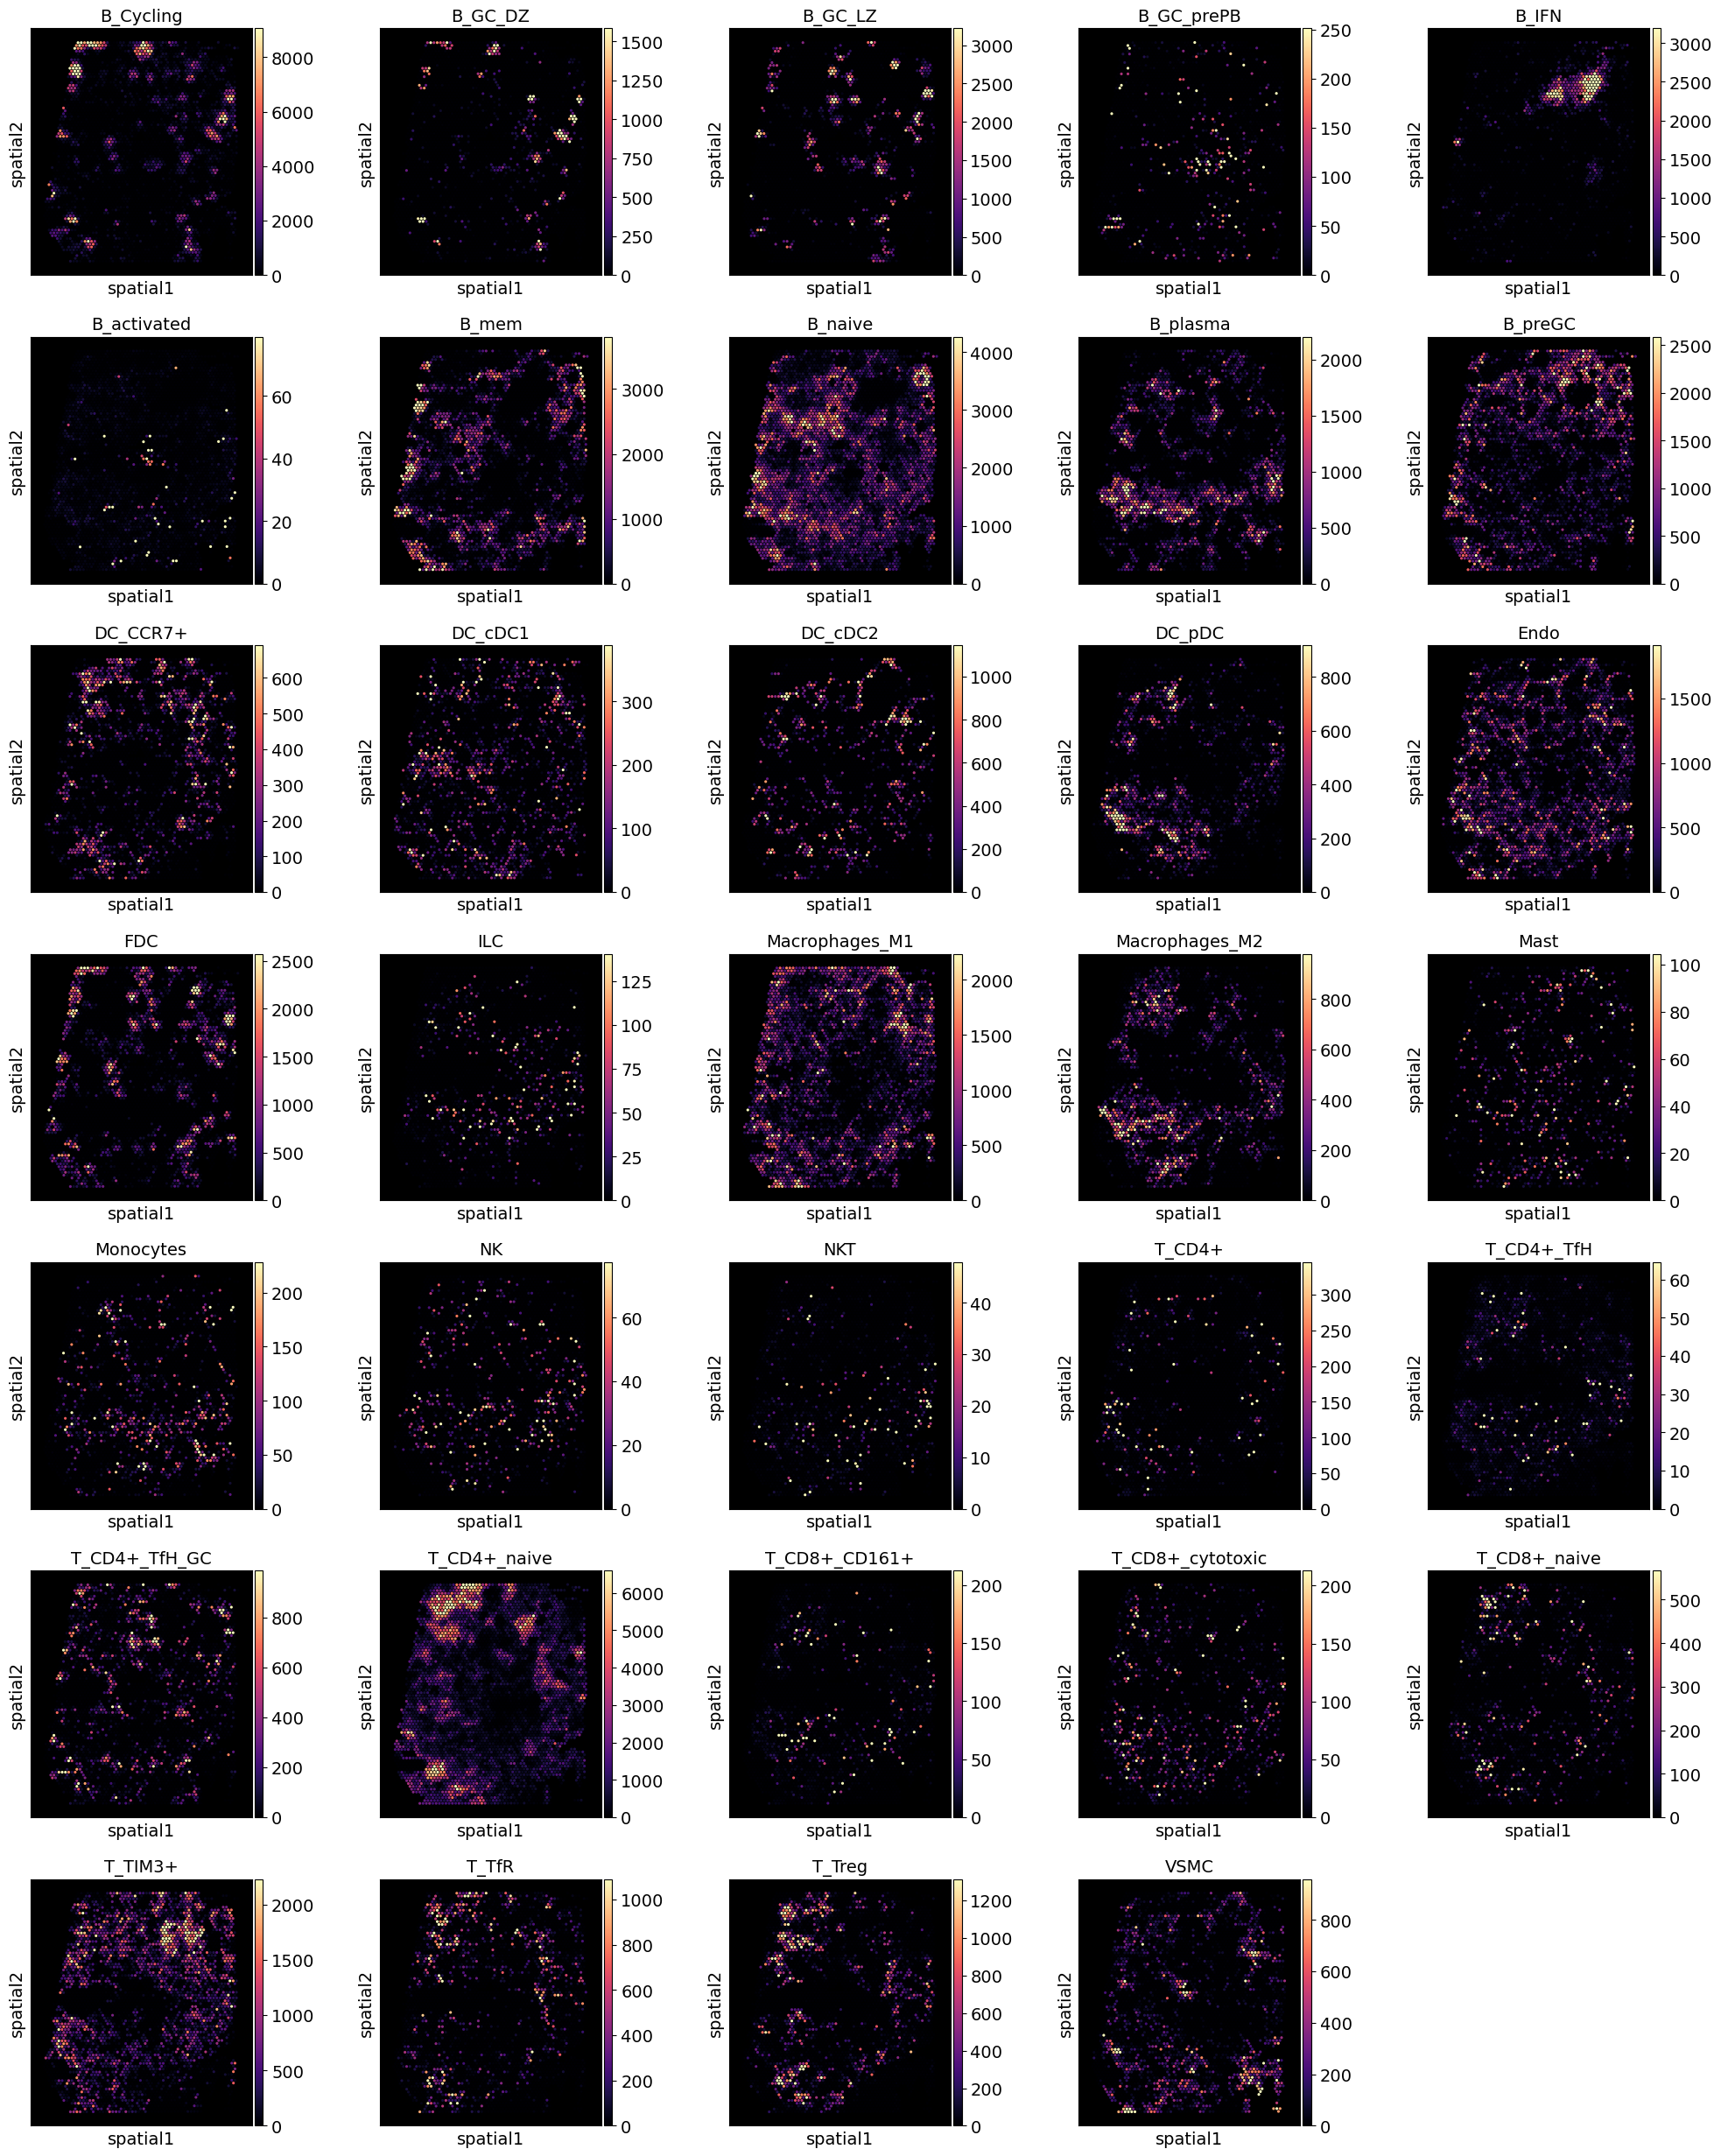 B_Cycling B_GC_DZ B_GC_LZ B_GC_prePB B_IFN
spatial2 8000 6000 4000 2000 0 spatial2 1500 1250 1000 750 500 250 0 spatial2 3000 2500 2000 1500 1000 500 0 spatial2 250 200 150 100 50 0 spatial2 3000 2500 2000 1500 1000 500 0
spatial1 spatial1 spatial1 spatial1 spatial1
B_activated B_mem B_naive B_plasma B_preGC
spatial2 60 40 20 0 spatial2 3000 2000 1000 0 spatial2 4000 3000 2000 1000 0 spatial2 2000 1500 1000 500 0 spatial2 2500 2000 1500 1000 500 0
spatial1 spatial1 spatial1 spatial1 spatial1
DC_CCR7+ DC_cDC1 DC_cDC2 DC_pDC Endo
spatial2 600 500 400 300 200 100 0 spatial2 300 200 100 0 spatial2 1000 800 600 400 200 0 spatial2 800 600 400 200 0 spatial2 1500 1000 500 0
spatial1 spatial1 spatial1 spatial1 spatial1
FDC ILC Macrophages_M1 Macrophages_M2 Mast
spatial2 2500 2000 1500 1000 500 0 spatial2 125 100 75 50 25 0 spatial2 2000 1500 1000 500 0 spatial2 800 600 400 200 0 spatial2 100 80 60 40 20 0
spatial1 spatial1 spatial1 spatial1 spatial1
Monocytes NK NKT T_CD4+ T_CD4+_TfH
spatial2 200 150 100 50 0 spatial2 60 40 20 0 spatial2 40 30 20 10 0 spatial2 300 250 200 150 100 50 0 spatial2 60 50 40 30 20 10 0
spatial1 spatial1 spatial1 spatial1 spatial1
T_CD4+_TfH_GC T_CD4+_naive T_CD8+_CD161+ T_CD8+_cytotoxic T_CD8+_naive
spatial2 800 600 400 200 0 spatial2 6000 5000 4000 3000 2000 1000 0 spatial2 200 150 100 50 0 spatial2 200 150 100 50 0 spatial2 500 400 300 200 100 0
spatial1 spatial1 spatial1 spatial1 spatial1
T_TIM3+ T_TfR T_Treg VSMC
spatial2 2000 1500 1000 500 0 spatial2 1000 800 600 400 200 0 spatial2 1200 1000 800 600 400 200 0 spatial2 800 600 400 200 0
spatial1 spatial1 spatial1 spatial1